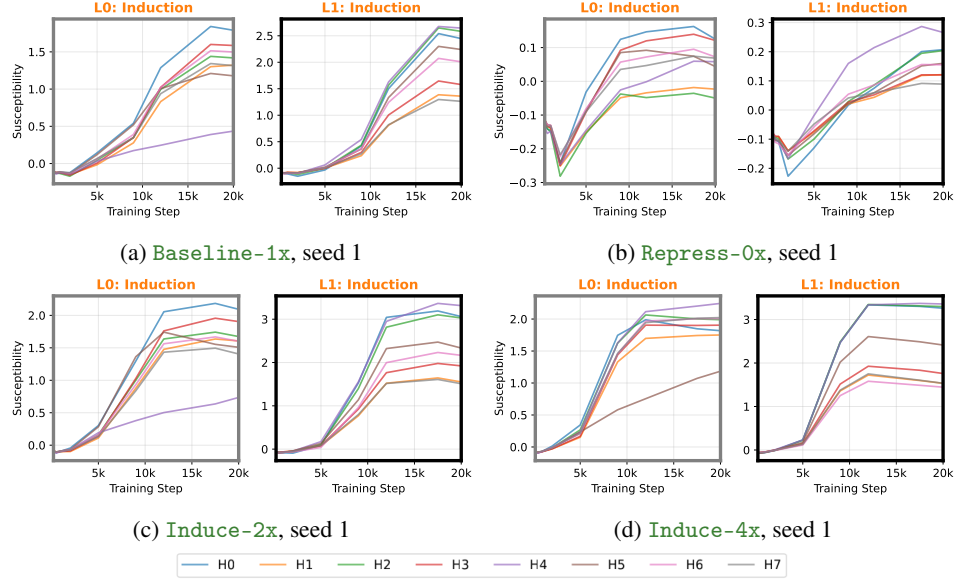 L0: Induction
L1: Induction
L0: Induction
L1: Induction
Susceptibility
1.5
1.0
0.5
0.0
5k
10k
15k
20k
Training Step
Susceptibility
2.5
2.0
1.5
1.0
0.5
0.0
5k
10k
15k
20k
Training Step
Susceptibility
0.1
0.0
−0.1
−0.2
−0.3
5k
10k
15k
20k
Training Step
Susceptibility
0.3
0.2
0.1
0.0
−0.1
−0.2
5k
10k
15k
20k
Training Step
(a) Baseline-1x, seed 1
(b) Repress-0x, seed 1
L0: Induction
L1: Induction
L0: Induction
L1: Induction
Susceptibility
2.0
1.5
1.0
0.5
0.0
5k
10k
15k
20k
Training Step
Susceptibility
3
2
1
0
5k
10k
15k
20k
Training Step
Susceptibility
2.0
1.5
1.0
0.5
0.0
5k
10k
15k
20k
Training Step
Susceptibility
3
2
1
0
5k
10k
15k
20k
Training Step
(c) Induce-2x, seed 1
(d) Induce-4x, seed 1
H0 H1 H2 H3 H4 H5 H6 H7